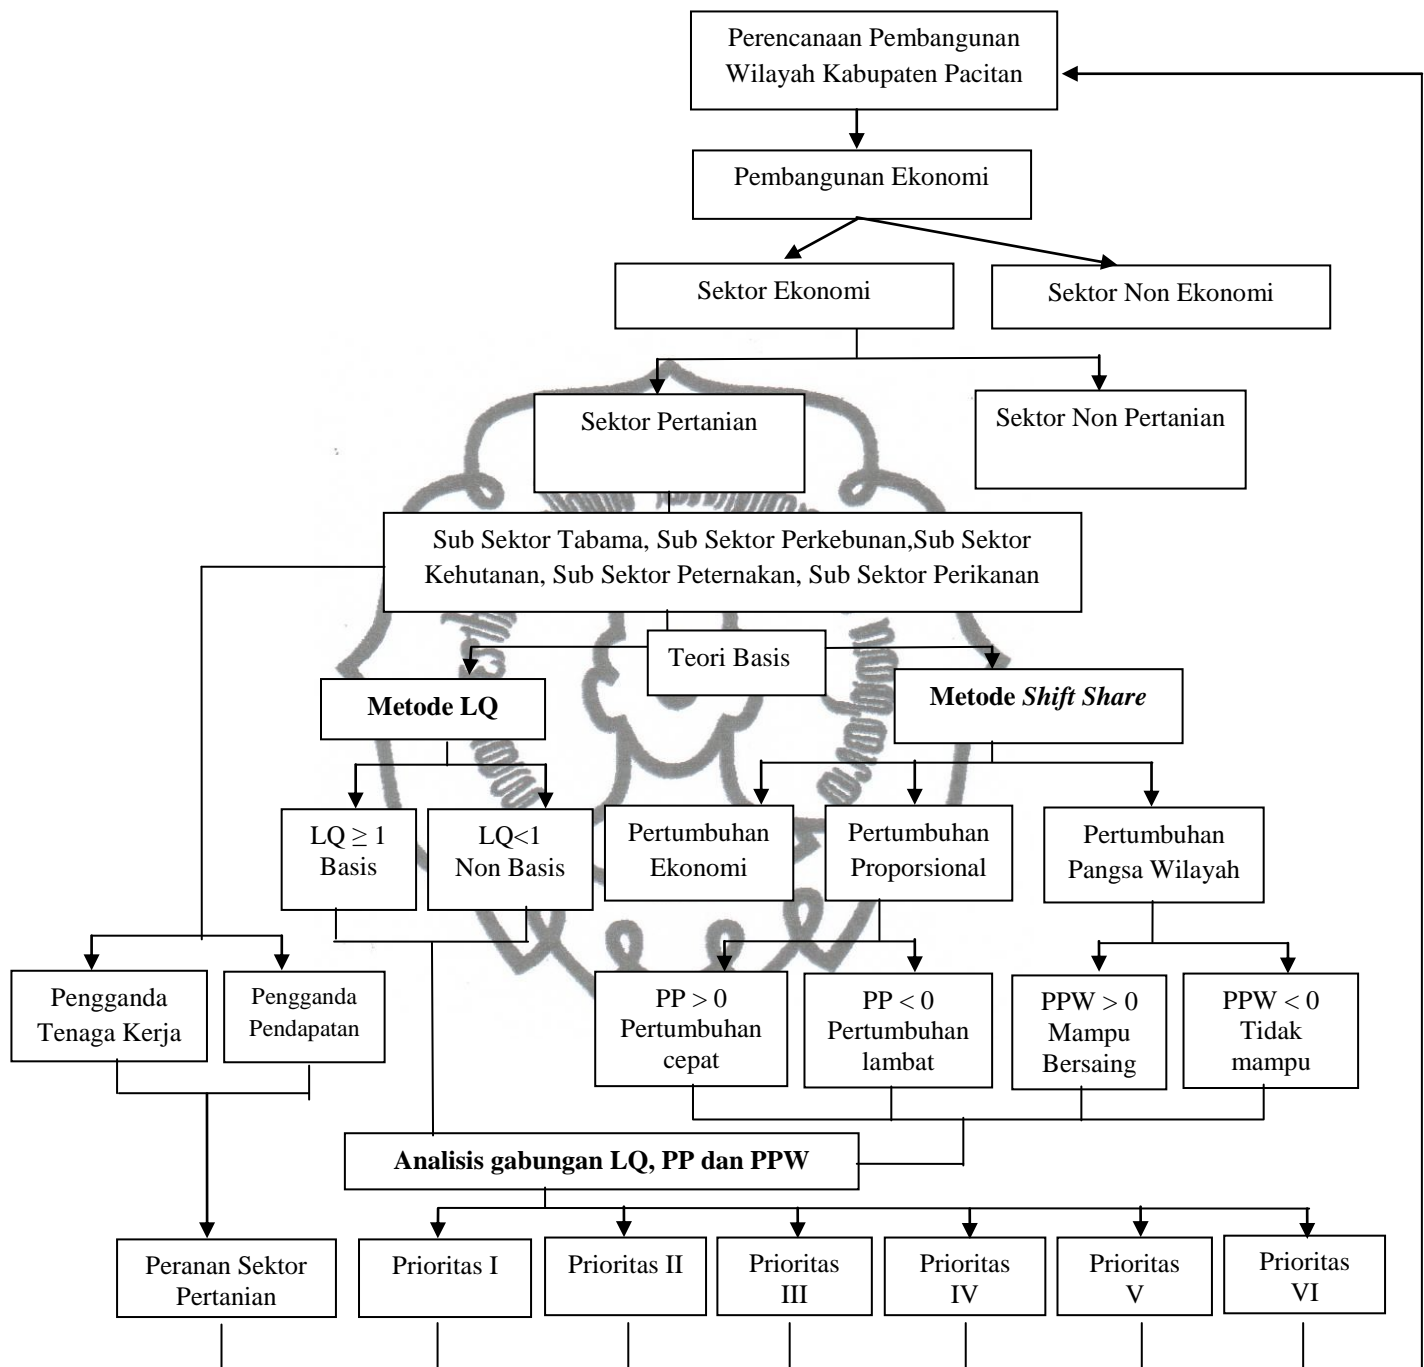 Perencanaan Pembangunan
Wilayah Kabupaten Pacitan
Pembangunan Ekonomi
Sektor Ekonomi
Sektor Non Ekonomi
Sektor Pertanian
Sektor Non Pertanian
Sub Sektor Tabama, Sub Sektor Perkebunan,Sub Sektor
Kehutanan, Sub Sektor Peternakan, Sub Sektor Perikanan
Teori Basis
Metode LQ
Metode Shift Share
LQ ≥ 1
Basis
LQ<1
Non Basis
Pertumbuhan
Ekonomi
Pertumbuhan
Proporsional
Pertumbuhan
Pangsa Wilayah
Pengganda
Tenaga Kerja
Pengganda
Pendapatan
PP > 0
Pertumbuhan
cepat
PP < 0
Pertumbuhan
lambat
PPW > 0
Mampu
Bersaing
PPW < 0
Tidak
mampu
Analisis gabungan LQ, PP dan PPW
Peranan Sektor
Pertanian
Prioritas I
Prioritas II
Prioritas
III
Prioritas
IV
Prioritas
V
Prioritas
VI